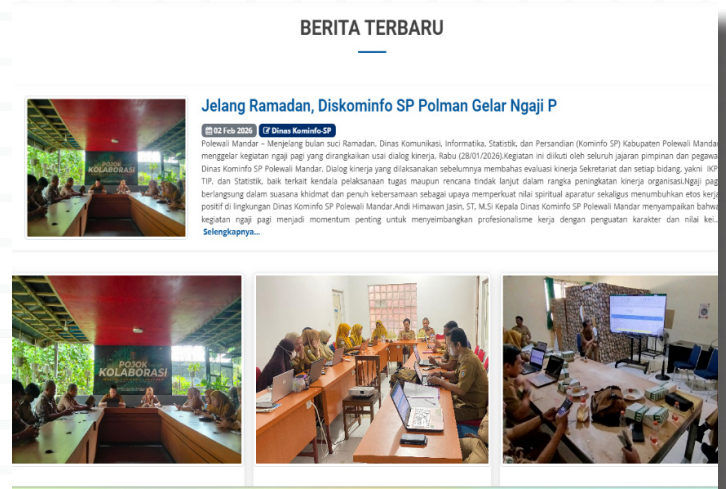 BERITA TERBARU
Jelang Ramadan, Diskominfo SP Polman Gelar Ngaji P
02 Feb 2026 Dinas Kominfo-SP
Polewali Mandar – Menjelang bulan suci Ramadan, Dinas Komunikasi, Informatika, Statistik, dan Persandian (Kominfo SP) Kabupaten Polewali Mandar
menggelar kegiatan ngaji pagi yang dirangkaikan usai dialog kinerja, Rabu (28/01/2026).Kegiatan ini diikuti oleh seluruh jajaran pimpinan dan pegawai
Dinas Kominfo SP Polewali Mandar. Dialog kinerja yang dilaksanakan sebelumnya membahas evaluasi kinerja Sekretariat dan setiap bidang, yakni IKP,
TIP, dan Statistik, baik terkait kendala pelaksanaan tugas maupun rencana tindak lanjut dalam rangka peningkatan kinerja organisasi.Ngaji pagi
berlangsung dalam suasana khidmat dan penuh kebersamaan sebagai upaya memperkuat nilai spiritual aparatur sekaligus menumbuhkan etos kerja
positif di lingkungan Dinas Kominfo SP Polewali Mandar.Andi Himawan Jasin, ST, M.Si Kepala Dinas Kominfo SP Polewali Mandar menyampaikan bahwa
kegiatan ngaji pagi menjadi momentum penting untuk menyeimbangkan profesionalisme kerja dengan penguatan karakter dan nilai kei...
Selengkapnya...
POJOK
KOLABORASI
POJOK
KOLABORASI